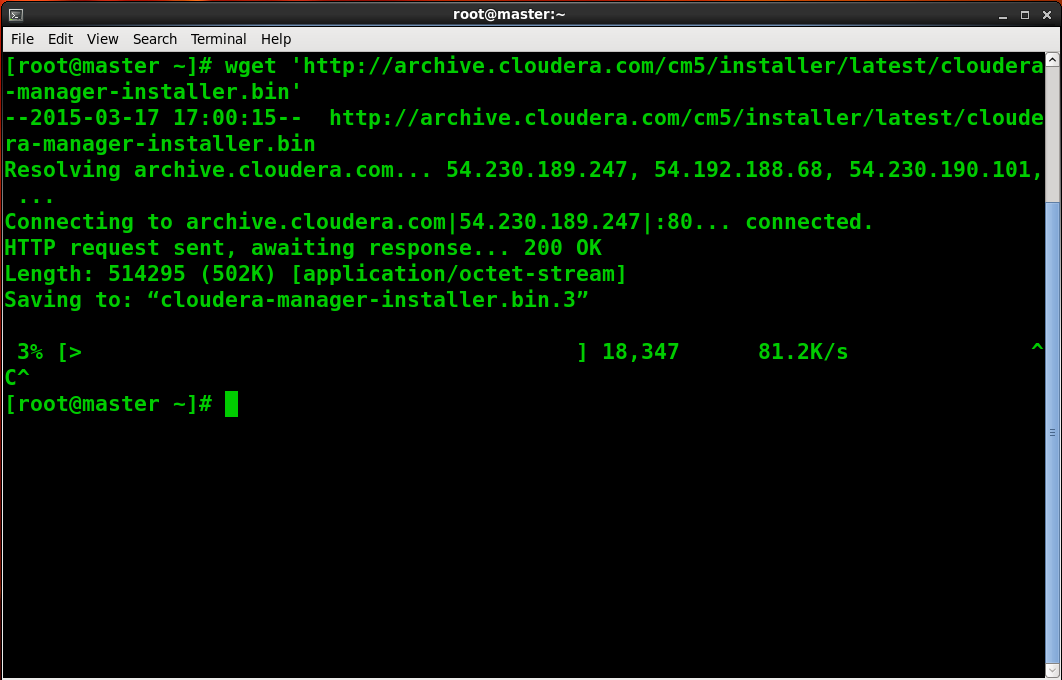 root@master:~
File Edit View Search Terminal Help
[root@master ~]# wget 'http://archive.cloudera.com/cm5/installer/latest/cloudera
-manager-installer.bin'
--2015-03-17 17:00:15--  http://archive.cloudera.com/cm5/installer/latest/cloude
ra-manager-installer.bin
Resolving archive.cloudera.com... 54.230.189.247, 54.192.188.68, 54.230.190.101,
 ...
Connecting to archive.cloudera.com|54.230.189.247|:80... connected.
HTTP request sent, awaiting response... 200 OK
Length: 514295 (502K) [application/octet-stream]
Saving to: “cloudera-manager-installer.bin.3”
 3% [>                                      ] 18,347      81.2K/s              ^
C^
[root@master ~]#